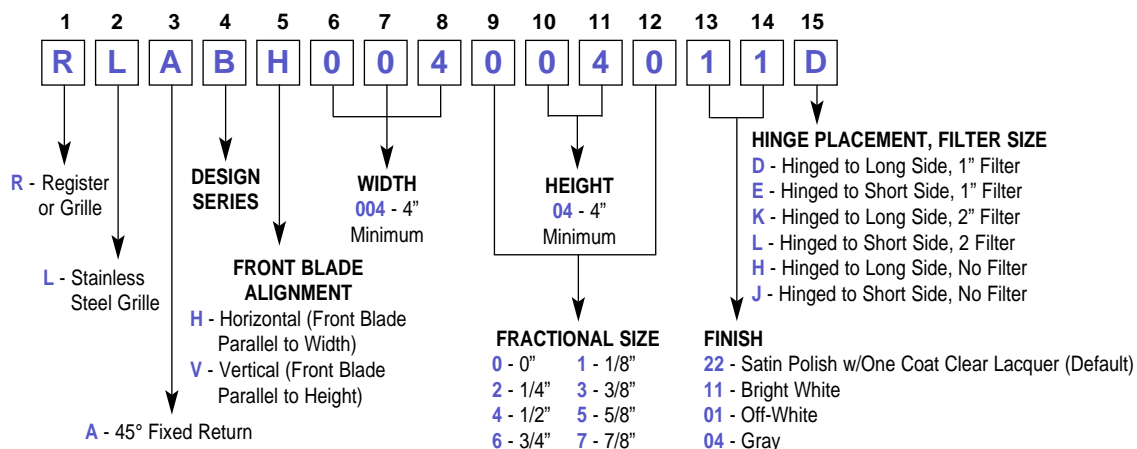 1 2 3 4 5 6 7 8 9 10 11 12 13 14 15
R L A B H 0 0 4 0 0 4 0 1 1 D
R - Register
or Grille
L - Stainless
Steel Grille
A - 45° Fixed Return
DESIGN
SERIES
FRONT BLADE
ALIGNMENT
H - Horizontal (Front Blade
Parallel to Width)
V - Vertical (Front Blade
Parallel to Height)
WIDTH
004 - 4”
Minimum
HEIGHT
04 - 4”
Minimum
FRACTIONAL SIZE
0 - 0” 1 - 1/8”
2 - 1/4” 3 - 3/8”
4 - 1/2” 5 - 5/8”
6 - 3/4” 7 - 7/8”
HINGE PLACEMENT, FILTER SIZE
D - Hinged to Long Side, 1” Filter
E - Hinged to Short Side, 1” Filter
K - Hinged to Long Side, 2” Filter
L - Hinged to Short Side, 2 Filter
H - Hinged to Long Side, No Filter
J - Hinged to Short Side, No Filter
FINISH
22 - Satin Polish w/One Coat Clear Lacquer (Default)
11 - Bright White
01 - Off-White
04 - Gray